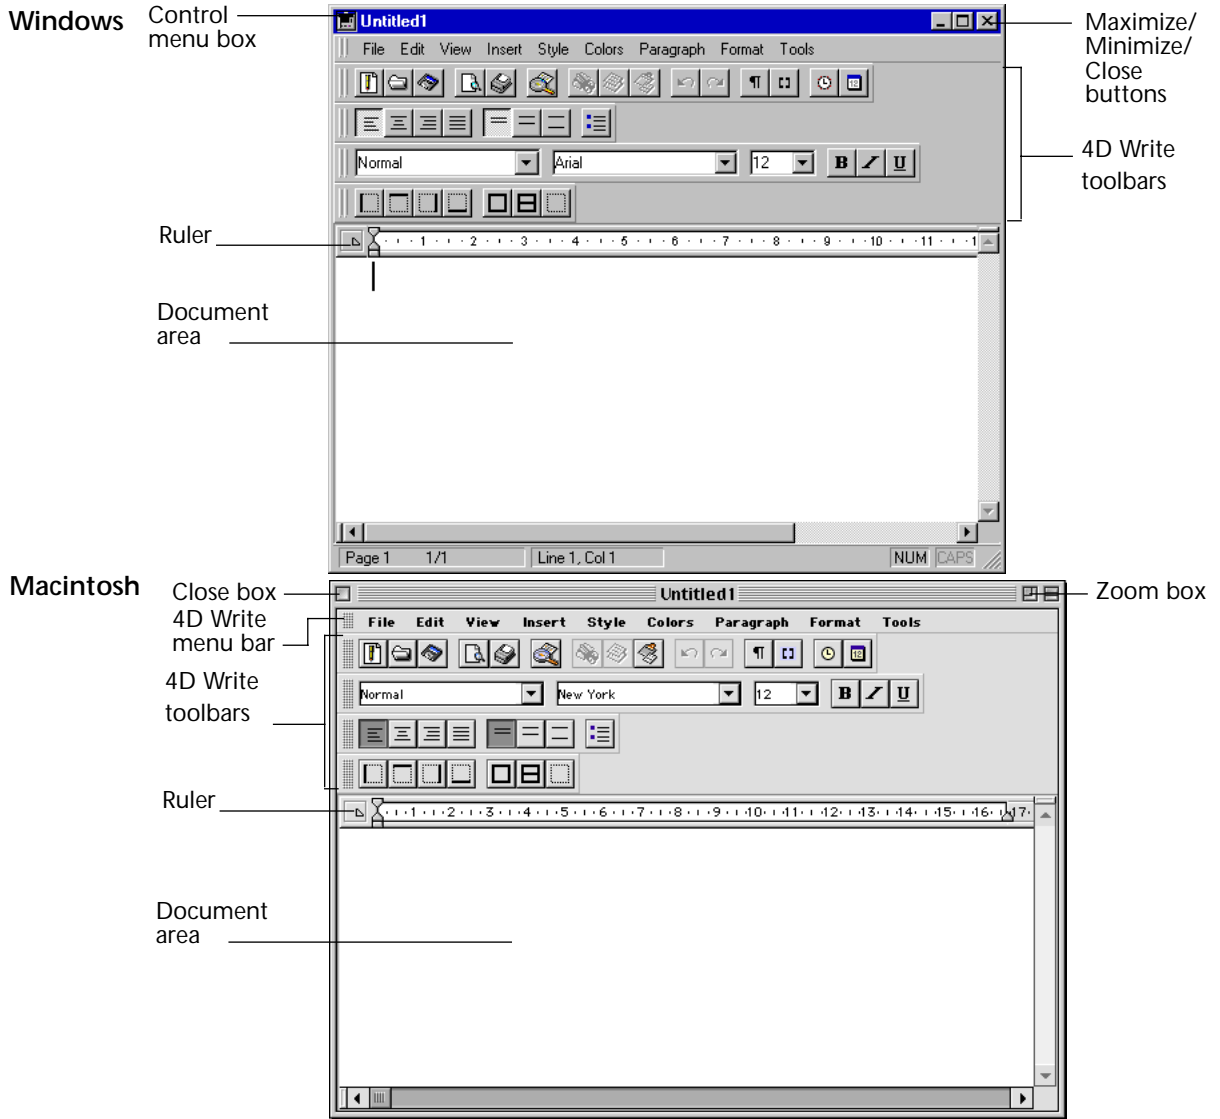 Windows
Control
menu box
Untitled1
Maximize/
Minimize/
Close
buttons
File Edit View Insert Style Colors Paragraph Format Tools
4D Write
toolbars
Normal Arial 12 B I U
Ruler
1 2 3 4 5 6 7 8 9 10 11 1
Document
area
Page 1 1/1 Line 1, Col 1 NUM CAPS
Macintosh
Close box
Untitled1
Zoom box
4D Write
menu bar
File Edit View Insert Style Colors Paragraph Format Tools
4D Write
toolbars
Normal New York 12 B I U
Ruler
1 2 3 4 5 6 7 8 9 10 11 12 13 14 15 16 17
Document
area